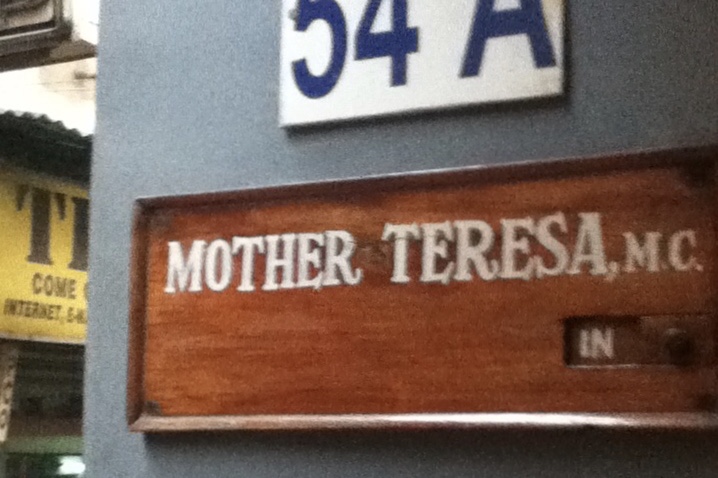 54 A
MOTHER TERESA, M.C.
IN
COME
INTERNET,